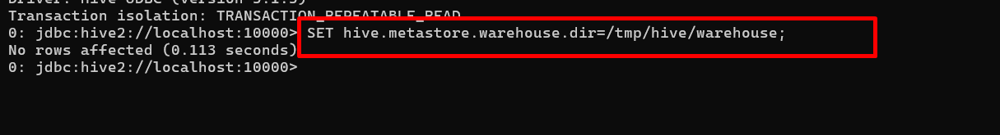 Driver: Hive JDBC (version 3.1.3)
Transaction isolation: TRANSACTION_REPEATABLE_READ
0: jdbc:hive2://localhost:10000> SET hive.metastore.warehouse.dir=/tmp/hive/warehouse;
No rows affected (0.113 seconds)
0: jdbc:hive2://localhost:10000>